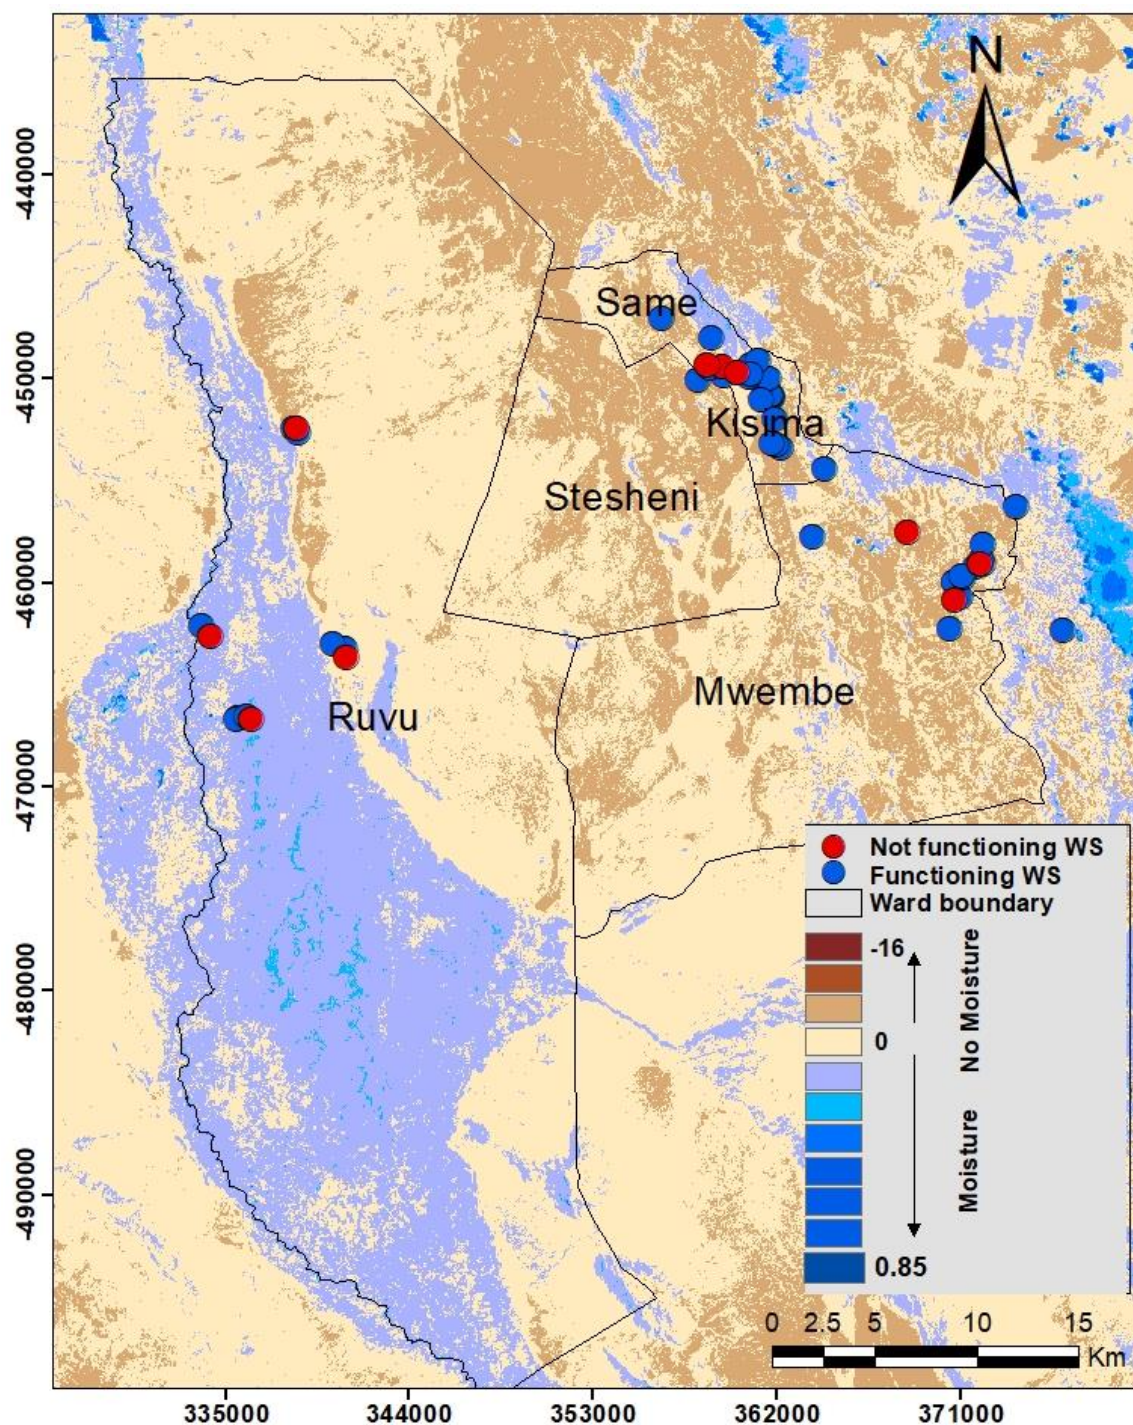 N
-440000
-450000
-460000
-470000
-480000
-490000
Same
KIsima
Stesheni
Mwembe
Ruvu
Not functioning WS
Functioning WS
Ward boundary
-16
0
0.85
No Moisture
Moisture
0 2.5 5 10 15
Km
335000 344000 353000 362000 371000